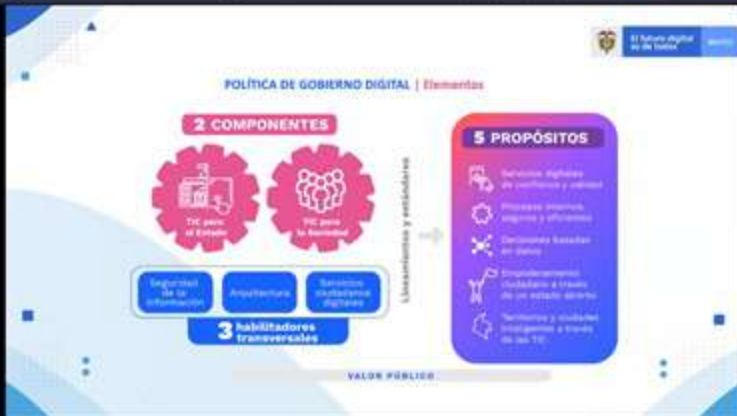 El futuro digital
es de todos
POLÍTICA DE GOBIERNO DIGITAL | Elementos
2 COMPONENTES
TIC para
el Estado
TIC para
la Sociedad
Seguridad
de la
información
Arquitectura
Servicios
ciudadanos
digitales
3 habilitadores
transversales
Lineamientos y estándares
5 PROPÓSITOS
Servicios digitales
de confianza y calidad
Procesos internos,
seguros y eficientes
Decisiones basadas
en datos
Empoderamiento
ciudadano a través
de un estado abierto
Territorios y ciudades
inteligentes a través
de las TIC
VALOR PÚBLICO